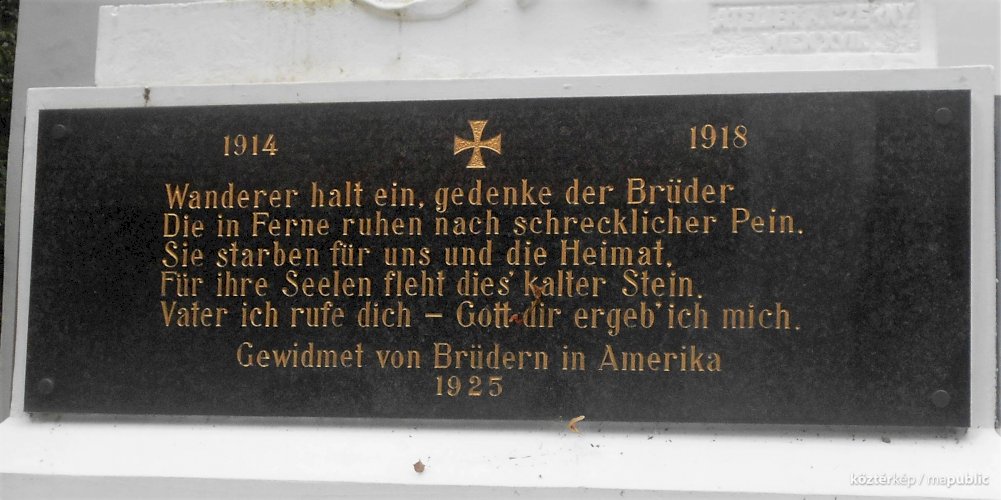 1914 1918
Wanderer halt ein, gedenke der Brüder
Die in Ferne ruhen nach schrecklicher Pein.
Sie starben für uns und die Heimat.
Für ihre Seelen fleht dies' kalter Stein.
Vater ich rufe dich – Gott dir ergeb' ich mich.
Gewidmet von Brüdern in Amerika
1925
köztérkép / mapublic